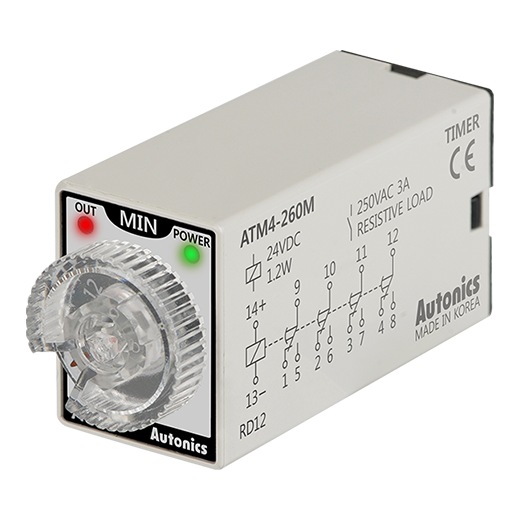 OUT
MIN
POWER
2
Autonics
ATM4-260M
24VDC
1.2W
250VAC 3A
RESISTIVE LOAD
14+
9
10
11
12
13−
1 5
2 6
3 7
4 8
RD12
TIMER
CE
Autonics
MADE IN KOREA